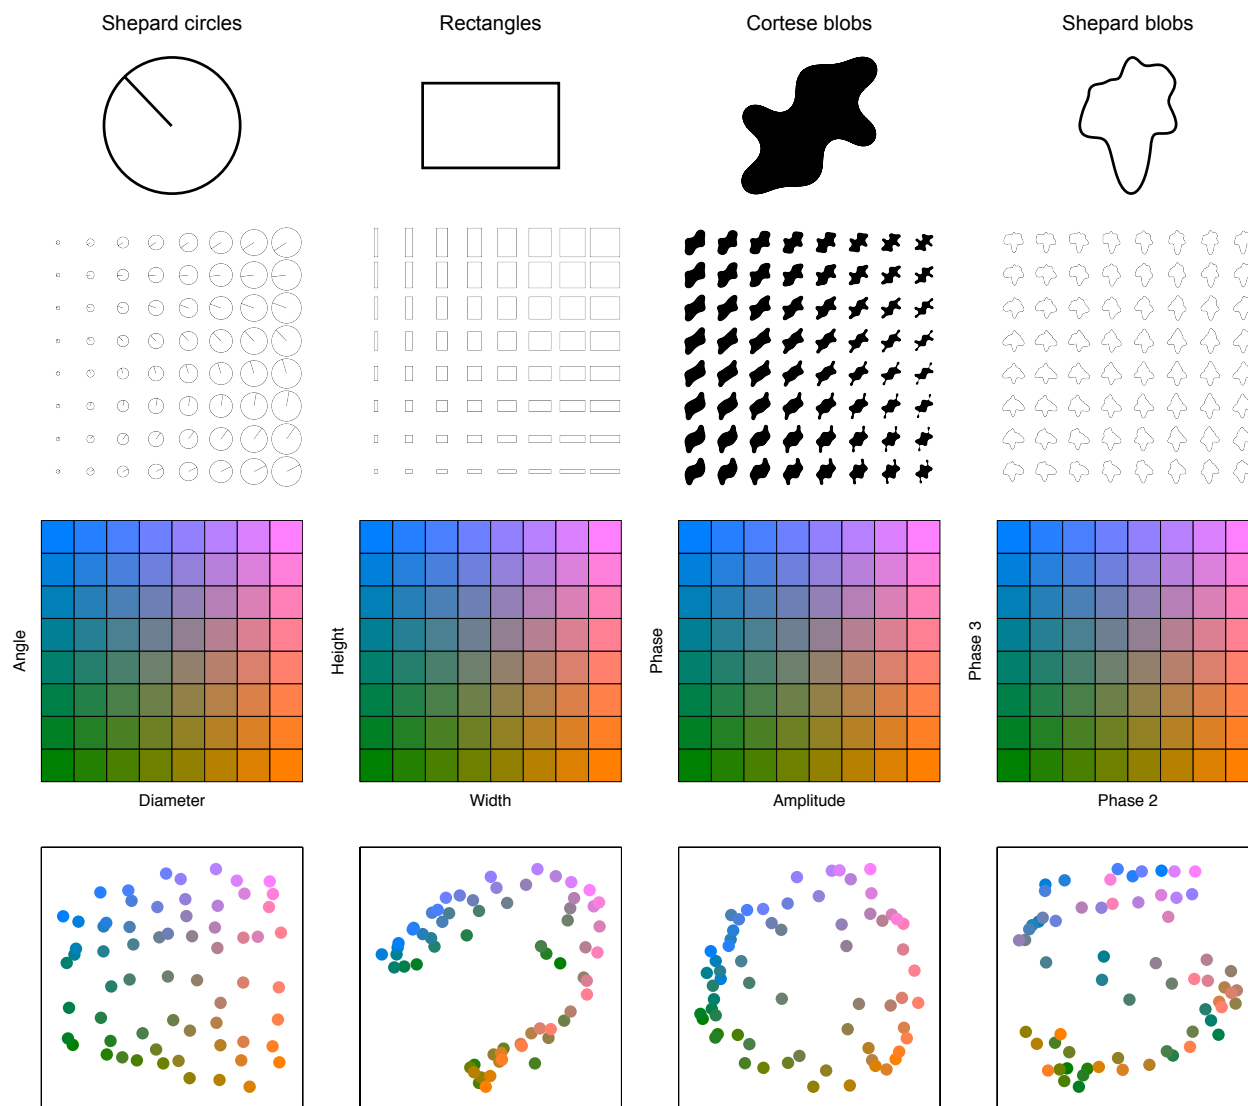 Shepard circles
Rectangles
Cortese blobs
Shepard blobs
Angle
Height
Phase
Phase 3
Diameter
Width
Amplitude
Phase 2